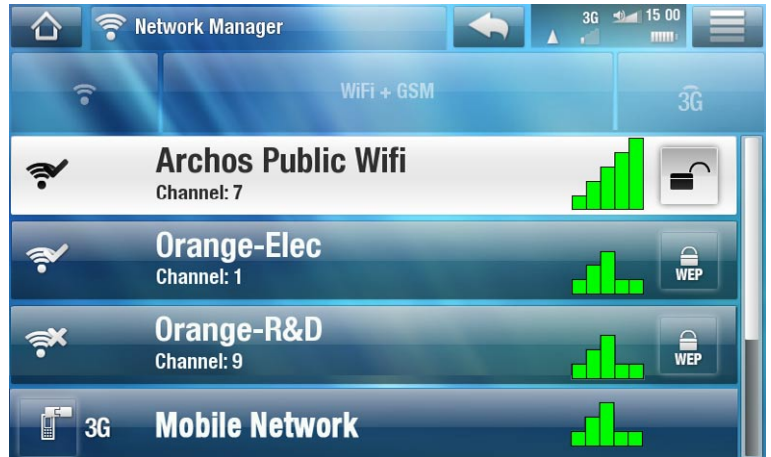 Network Manager
3G
15 00
WiFi + GSM
3G
Archos Public Wifi
Channel: 7
Orange-Elec
Channel: 1
WEP
Orange-R&D
Channel: 9
WEP
3G
Mobile Network